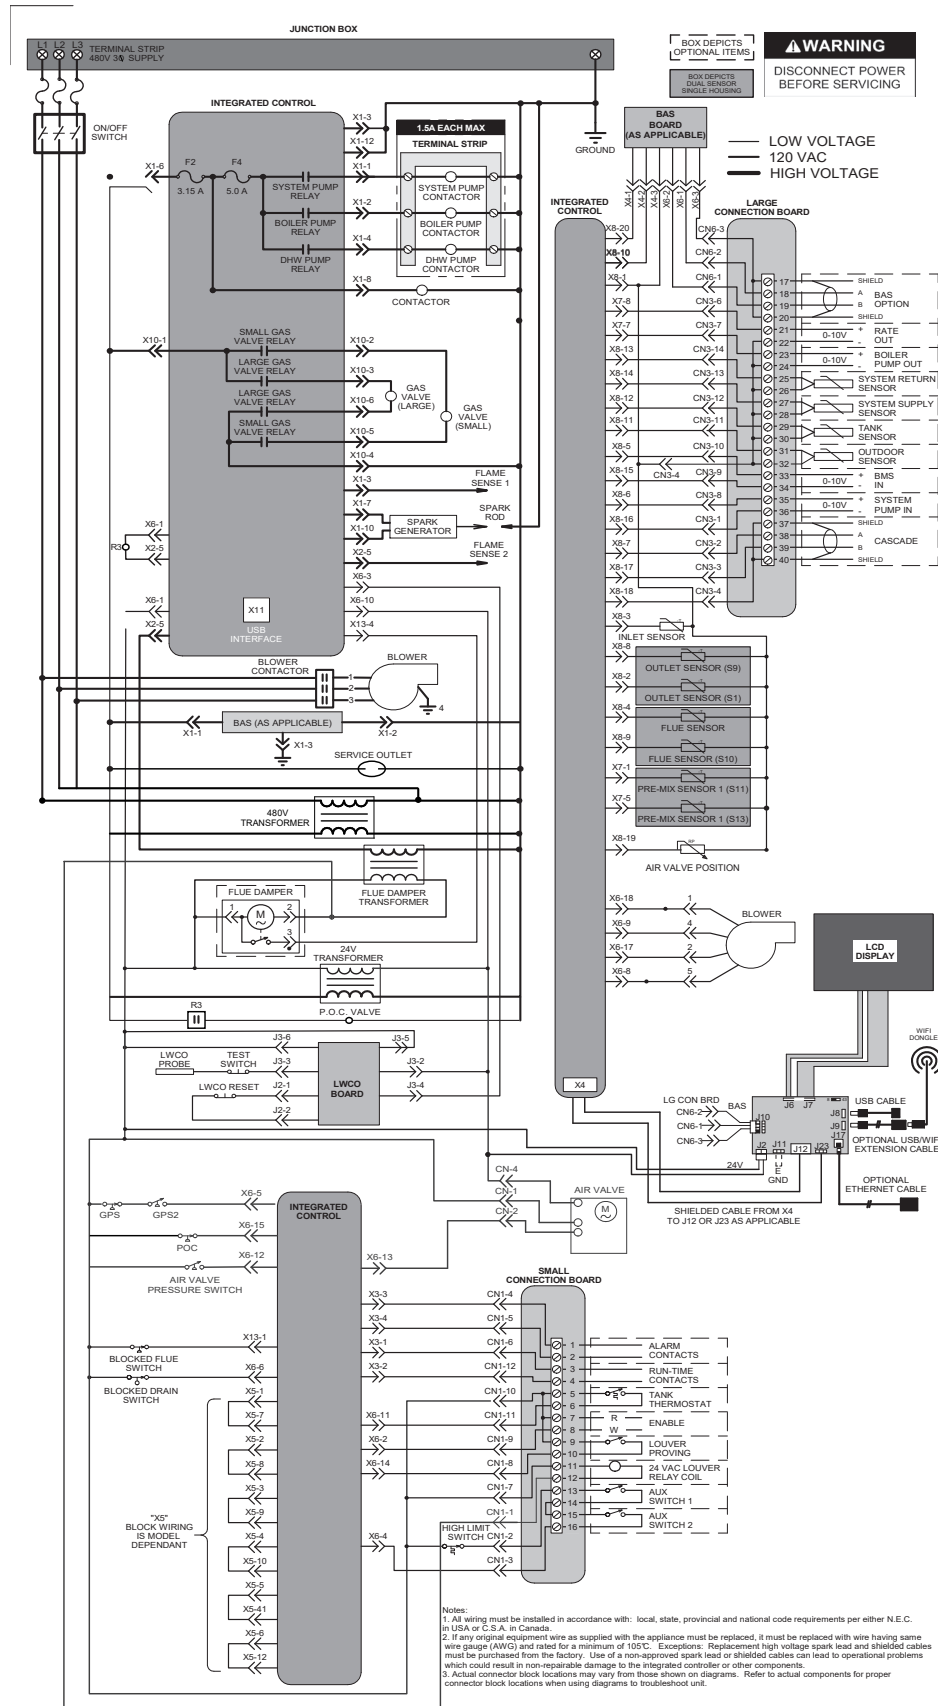 JUNCTION BOX
L1 L2 L3
TERMINAL STRIP
480V 3Ø SUPPLY
BOX DEPICTS
OPTIONAL ITEMS
BOX DEPICTS
DUAL SENSOR
SINGLE HOUSING
WARNING
DISCONNECT POWER
BEFORE SERVICING
LOW VOLTAGE
120 VAC
HIGH VOLTAGE
ON/OFF
SWITCH
INTEGRATED CONTROL
X1-3
X1-12
X1-6
F2
3.15 A
F4
5.0 A
X1-1
SYSTEM PUMP
RELAY
X1-2
BOILER PUMP
RELAY
X1-4
DHW PUMP
RELAY
X1-8
CONTACTOR
1.5A EACH MAX
TERMINAL STRIP
SYSTEM PUMP
CONTACTOR
BOILER PUMP
CONTACTOR
DHW PUMP
CONTACTOR
GROUND
X10-1
SMALL GAS
VALVE RELAY
X10-2
LARGE GAS
VALVE RELAY
X10-3
LARGE GAS
VALVE RELAY
X10-6
SMALL GAS
VALVE RELAY
X10-5
X10-4
GAS
VALVE
(LARGE)
GAS
VALVE
(SMALL)
X1-3
FLAME
SENSE 1
X1-7
X1-10
SPARK
GENERATOR
SPARK
ROD
X2-5
FLAME
SENSE 2
X6-1
R3
X2-5
X6-3
X6-1
X6-10
X2-5
X13-4
X11
USB
INTERFACE
BLOWER
CONTACTOR
1
2
3
BLOWER
4
BAS (AS APPLICABLE)
X1-1
X1-2
X1-3
SERVICE OUTLET
480V
TRANSFORMER
FLUE DAMPER
TRANSFORMER
FLUE DAMPER
1
M
~
2
3
24V
TRANSFORMER
R3
P.O.C. VALVE
J3-6
J3-5
LWCO
PROBE
TEST
SWITCH
J3-3
J3-2
LWCO RESET
J2-1
J3-4
J2-2
LWCO
BOARD
BAS
BOARD
(AS APPLICABLE)
X4-1
X4-2
X4-3
X6-2
X6-1
X6-3
INTEGRATED
CONTROL
LARGE
CONNECTION BOARD
X8-20
X8-10
X8-1
X7-8
X7-7
X8-13
X8-14
X8-12
X8-11
X8-5
X8-15
X8-6
X8-16
X8-7
X8-17
X8-18
CN6-3
CN6-2
CN6-1
CN3-6
CN3-7
CN3-14
CN3-13
CN3-12
CN3-11
CN3-10
CN3-4
CN3-9
CN3-8
CN3-1
CN3-2
CN3-3
CN3-4
17 SHIELD
18 A
19 B
20 SHIELD
BAS
OPTION
21 +
22 -
0-10V
RATE
OUT
23 +
24 -
0-10V
BOILER
PUMP OUT
25
26
SYSTEM RETURN
SENSOR
27
28
SYSTEM SUPPLY
SENSOR
29
30
TANK
SENSOR
31
32
OUTDOOR
SENSOR
33 +
34 -
0-10V
BMS
IN
35 +
36 -
0-10V
SYSTEM
PUMP IN
37 SHIELD
38 A
39 B
40 SHIELD
CASCADE
X8-3
INLET SENSOR
X8-8
OUTLET SENSOR (S9)
X8-2
OUTLET SENSOR (S1)
X8-4
FLUE SENSOR
X8-9
FLUE SENSOR (S10)
X7-1
PRE-MIX SENSOR 1 (S11)
X7-5
PRE-MIX SENSOR 1 (S13)
X8-19
AIR VALVE POSITION
X6-18
1
X6-9
4
X6-17
2
X6-8
5
BLOWER
X4
LCD
DISPLAY
WIFI
DONGLE
LG CON BRD
CN6-2
CN6-1
CN6-3
BAS
J10
J6
J7
J8
J9
J17
J2
J11
J12
J23
USB CABLE
OPTIONAL USB/WIFI
EXTENSION CABLE
24V
E
GND
OPTIONAL
ETHERNET CABLE
SHIELDED CABLE FROM X4
TO J12 OR J23 AS APPLICABLE
CN-4
CN-1
CN-2
AIR VALVE
M
~
INTEGRATED
CONTROL
GPS
GPS2
X6-5
X6-15
POC
X6-12
AIR VALVE
PRESSURE SWITCH
X6-13
X13-1
BLOCKED FLUE
SWITCH
X6-6
BLOCKED DRAIN
SWITCH
X5-1
X5-7
X5-2
X5-8
X5-3
X5-9
X5-4
X5-10
X5-5
X5-41
X5-6
X5-12
"X5"
BLOCK WIRING
IS MODEL
DEPENDANT
X3-3
X3-4
X3-1
X3-2
X6-11
X6-2
X6-14
X6-4
SMALL
CONNECTION BOARD
CN1-4
CN1-5
CN1-6
CN1-12
CN1-10
CN1-11
CN1-9
CN1-8
CN1-7
CN1-1
HIGH LIMIT
SWITCH
CN1-2
CN1-3
1
2
ALARM
CONTACTS
3
4
RUN-TIME
CONTACTS
5
6
TANK
THERMOSTAT
7 R
8 W
ENABLE
9
10
LOUVER
PROVING
11
12
24 VAC LOUVER
RELAY COIL
13
14
AUX
SWITCH 1
15
16
AUX
SWITCH 2
Notes:
1. All wiring must be installed in accordance with: local, state, provincial and national code requirements per either N.E.C.
in USA or C.S.A. in Canada.
2. If any original equipment wire as supplied with the appliance must be replaced, it must be replaced with wire having same
wire gauge (AWG) and rated for a minimum of 105°C. Exceptions: Replacement high voltage spark lead and shielded cables
must be purchased from the factory. Use of a non-approved spark lead or shielded cables can lead to operational problems
which could result in non-repairable damage to the integrated controller or other components.
3. Actual connector block locations may vary from those shown on diagrams. Refer to actual components for proper
connector block locations when using diagrams to troubleshoot unit.